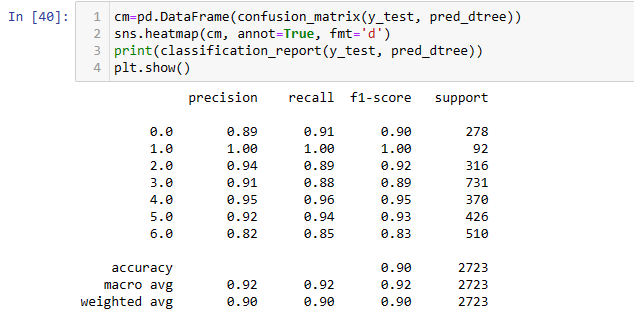 In [40]: 1 cm=pd.DataFrame(confusion_matrix(y_test, pred_dtree))
2 sns.heatmap(cm, annot=True, fmt='d')
3 print(classification_report(y_test, pred_dtree))
4 plt.show()
precision recall f1-score support
0.0 0.89 0.91 0.90 278
1.0 1.00 1.00 1.00 92
2.0 0.94 0.89 0.92 316
3.0 0.91 0.88 0.89 731
4.0 0.95 0.96 0.95 370
5.0 0.92 0.94 0.93 426
6.0 0.82 0.85 0.83 510
accuracy 0.90 2723
macro avg 0.92 0.92 0.92 2723
weighted avg 0.90 0.90 0.90 2723